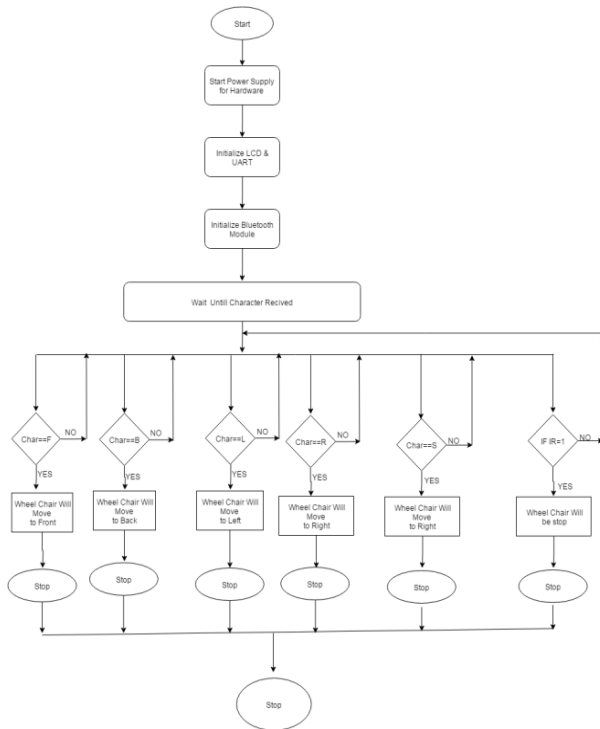 Start
Start Power Supply
for Hardware
Initialize LCD &
UART
Initialize Bluetooth
Module
Wait Untill Character Recived
Char==F
NO
Char==B
NO
Char==L
NO
Char==R
NO
Char==S
NO
IF IR=1
NO
YES
YES
YES
YES
YES
YES
Wheel Chair Will
Move
to Front
Wheel Chair Will
Move
to Back
Wheel Chair Will
Move
to Left
Wheel Chair Will
Move
to Right
Wheel Chair Will
Move
to Right
Wheel Chair Will
be stop
Stop
Stop
Stop
Stop
Stop
Stop
Stop